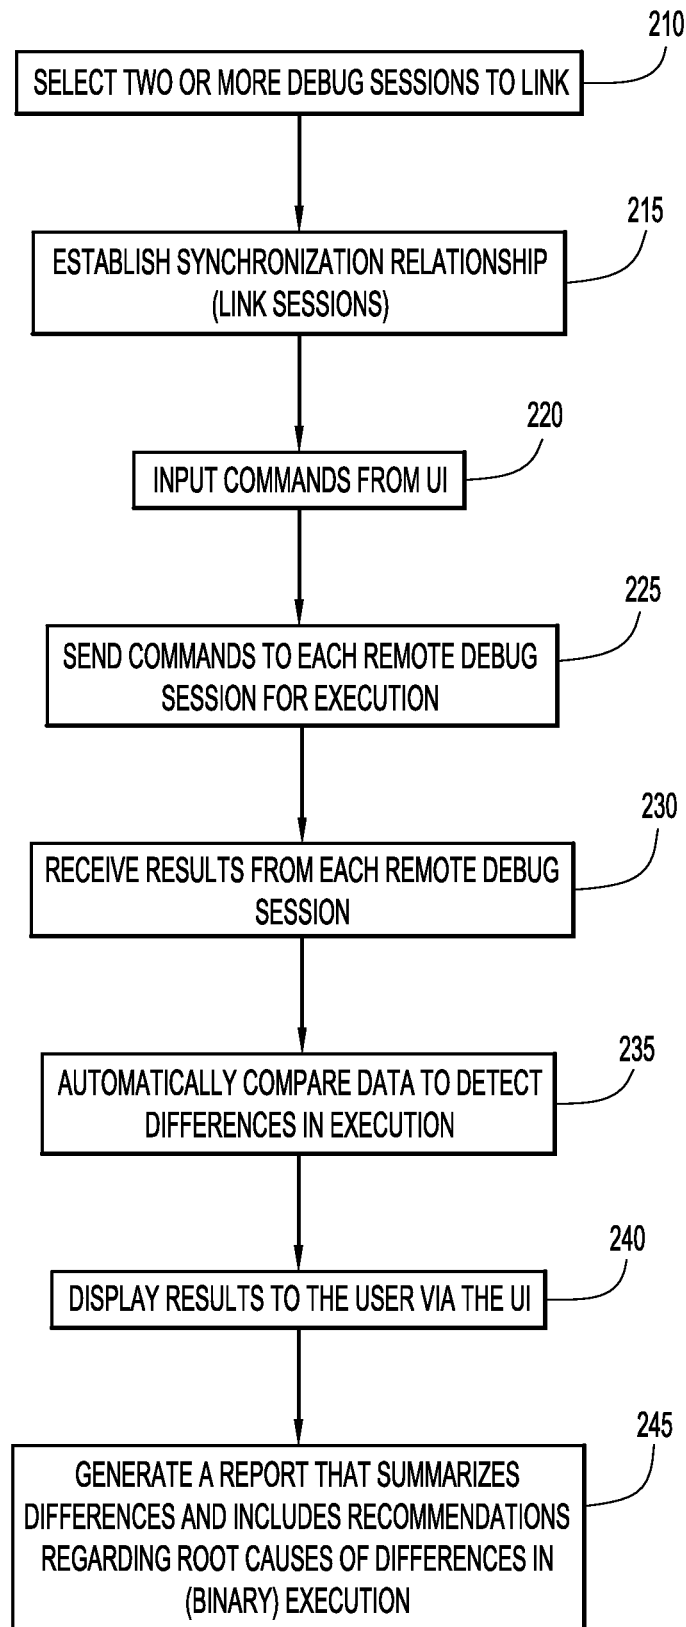 210
SELECT TWO OR MORE DEBUG SESSIONS TO LINK
215
ESTABLISH SYNCHRONIZATION RELATIONSHIP
(LINK SESSIONS)
220
INPUT COMMANDS FROM UI
225
SEND COMMANDS TO EACH REMOTE DEBUG
SESSION FOR EXECUTION
230
RECEIVE RESULTS FROM EACH REMOTE DEBUG
SESSION
235
AUTOMATICALLY COMPARE DATA TO DETECT
DIFFERENCES IN EXECUTION
240
DISPLAY RESULTS TO THE USER VIA THE UI
245
GENERATE A REPORT THAT SUMMARIZES
DIFFERENCES AND INCLUDES RECOMMENDATIONS
REGARDING ROOT CAUSES OF DIFFERENCES IN
(BINARY) EXECUTION